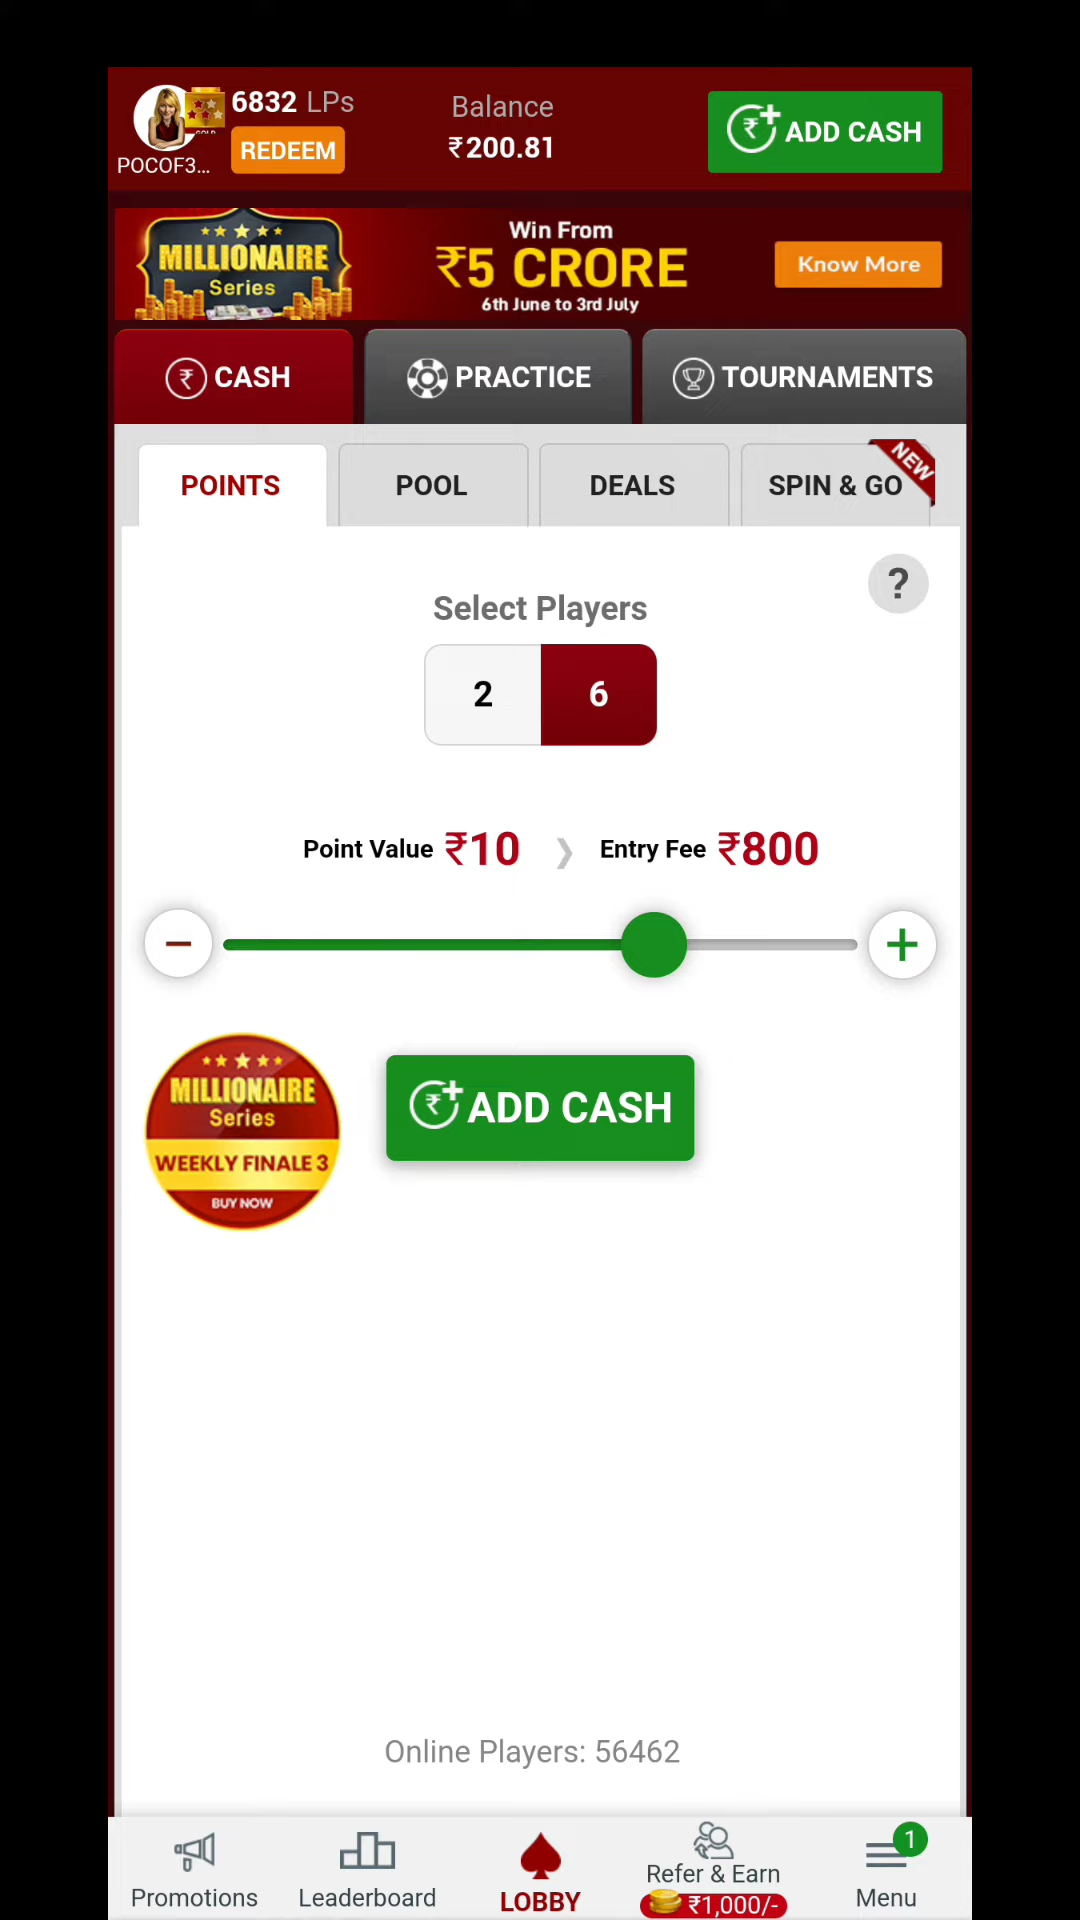 6832 LPs
REDEEM
POCOF3...
Balance
₹200.81
ADD CASH
MILLIONAIRE
Series
Win From
₹5 CRORE
6th June to 3rd July
Know More
CASH
PRACTICE
TOURNAMENTS
POINTS
POOL
DEALS
SPIN & GO
NEW
?
Select Players
2
6
Point Value ₹10 ❯ Entry Fee ₹800
MILLIONAIRE
Series
WEEKLY FINALE 3
BUY NOW
ADD CASH
Online Players: 56462
Promotions
Leaderboard
LOBBY
Refer & Earn
₹1,000/-
1
Menu